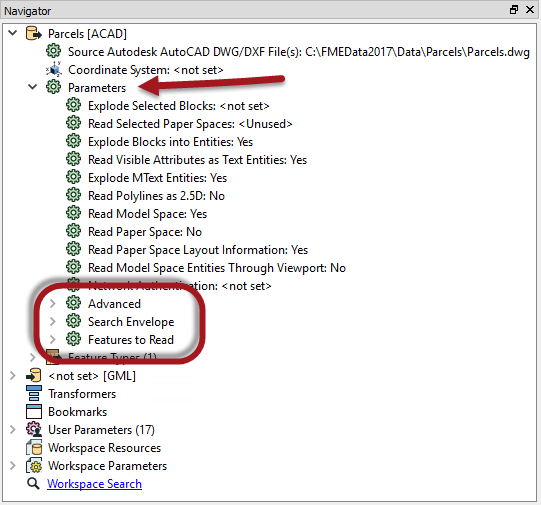 Navigator
Parcels [ACAD]
Source Autodesk AutoCAD DWG/DXF File(s): C:\FMEData2017\Data\Parcels\Parcels.dwg
Coordinate System: <not set>
Parameters
Explode Selected Blocks: <not set>
Read Selected Paper Spaces: <Unused>
Explode Blocks into Entities: Yes
Read Visible Attributes as Text Entities: Yes
Explode MText Entities: Yes
Read Polylines as 2.5D: No
Read Model Space: Yes
Read Paper Space: No
Read Paper Space Layout Information: Yes
Read Model Space Entities Through Viewport: No
Network Authentication: <not set>
Advanced
Search Envelope
Features to Read
Feature Types (1)
<not set> [GML]
Transformers
Bookmarks
User Parameters (17)
Workspace Resources
Workspace Parameters
Workspace Search